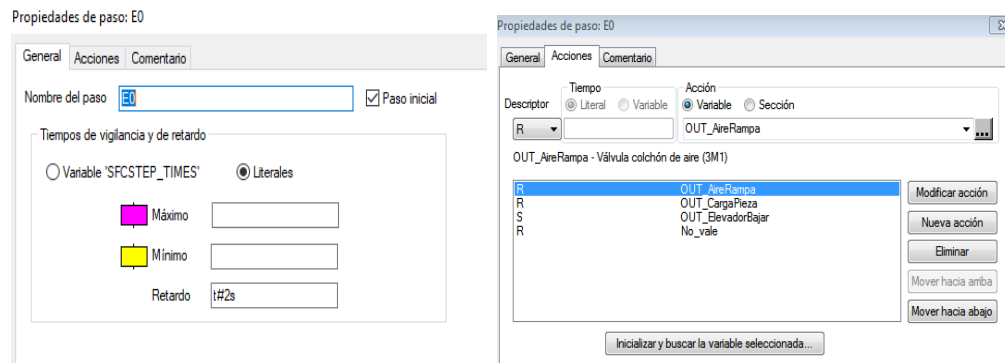 Propiedades de paso: E0
General Acciones Comentario
Nombre del paso E0 Paso inicial
Tiempos de vigilancia y de retardo
Variable 'SFCSTEP_TIMES' Literales
Máximo
Mínimo
Retardo t#2s
Propiedades de paso: E0
General Acciones Comentario
Tiempo Acción
Descriptor Literal Variable Variable Sección
R OUT_AireRampa ...
OUT_AireRampa - Válvula colchón de aire (3M1)
R OUT_AireRampa
R OUT_CargaPieza
S OUT_ElevadorBajar
R No_vale
Modificar acción
Nueva acción
Eliminar
Mover hacia arriba
Mover hacia abajo
Inicializar y buscar la variable seleccionada...